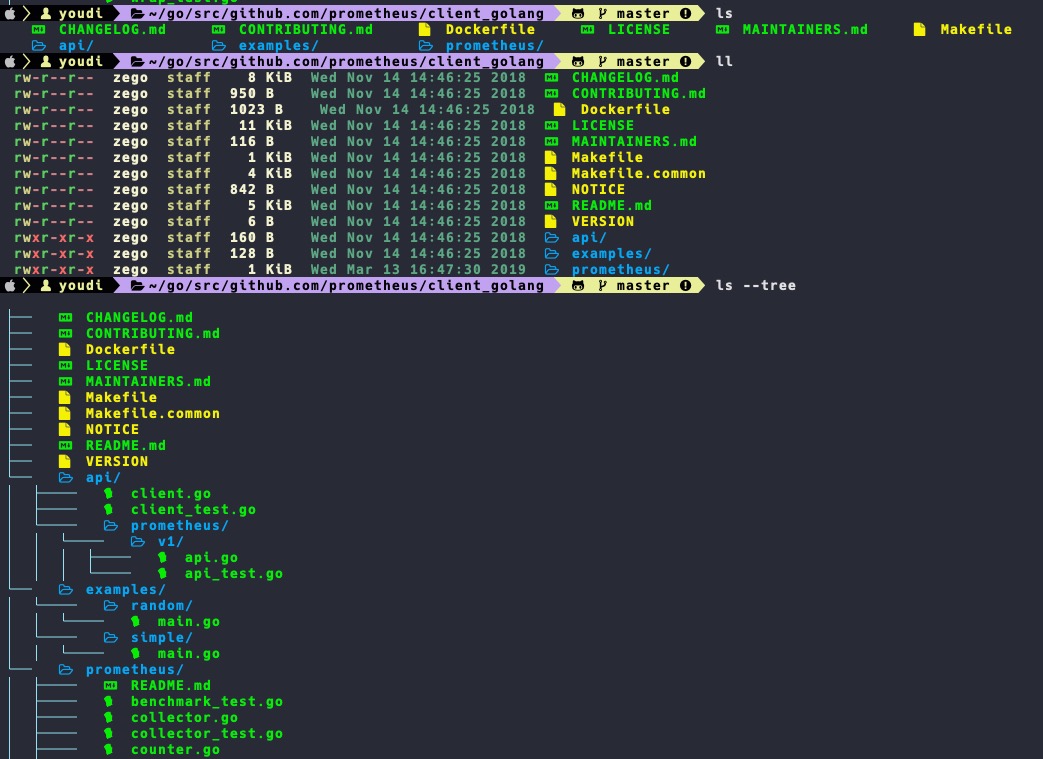 wrap_test.go
youdi ~/go/src/github.com/prometheus/client_golang master ls
CHANGELOG.md CONTRIBUTING.md Dockerfile LICENSE MAINTAINERS.md Makefile
api/ examples/ prometheus/
youdi ~/go/src/github.com/prometheus/client_golang master ll
rw-r--r-- zego staff 8 KiB Wed Nov 14 14:46:25 2018 CHANGELOG.md
rw-r--r-- zego staff 950 B Wed Nov 14 14:46:25 2018 CONTRIBUTING.md
rw-r--r-- zego staff 1023 B Wed Nov 14 14:46:25 2018 Dockerfile
rw-r--r-- zego staff 11 KiB Wed Nov 14 14:46:25 2018 LICENSE
rw-r--r-- zego staff 116 B Wed Nov 14 14:46:25 2018 MAINTAINERS.md
rw-r--r-- zego staff 1 KiB Wed Nov 14 14:46:25 2018 Makefile
rw-r--r-- zego staff 4 KiB Wed Nov 14 14:46:25 2018 Makefile.common
rw-r--r-- zego staff 842 B Wed Nov 14 14:46:25 2018 NOTICE
rw-r--r-- zego staff 5 KiB Wed Nov 14 14:46:25 2018 README.md
rw-r--r-- zego staff 6 B Wed Nov 14 14:46:25 2018 VERSION
rwxr-xr-x zego staff 160 B Wed Nov 14 14:46:25 2018 api/
rwxr-xr-x zego staff 128 B Wed Nov 14 14:46:25 2018 examples/
rwxr-xr-x zego staff 1 KiB Wed Mar 13 16:47:30 2019 prometheus/
youdi ~/go/src/github.com/prometheus/client_golang master ls --tree
CHANGELOG.md
CONTRIBUTING.md
Dockerfile
LICENSE
MAINTAINERS.md
Makefile
Makefile.common
NOTICE
README.md
VERSION
api/
client.go
client_test.go
prometheus/
v1/
api.go
api_test.go
examples/
random/
main.go
simple/
main.go
prometheus/
README.md
benchmark_test.go
collector.go
collector_test.go
counter.go